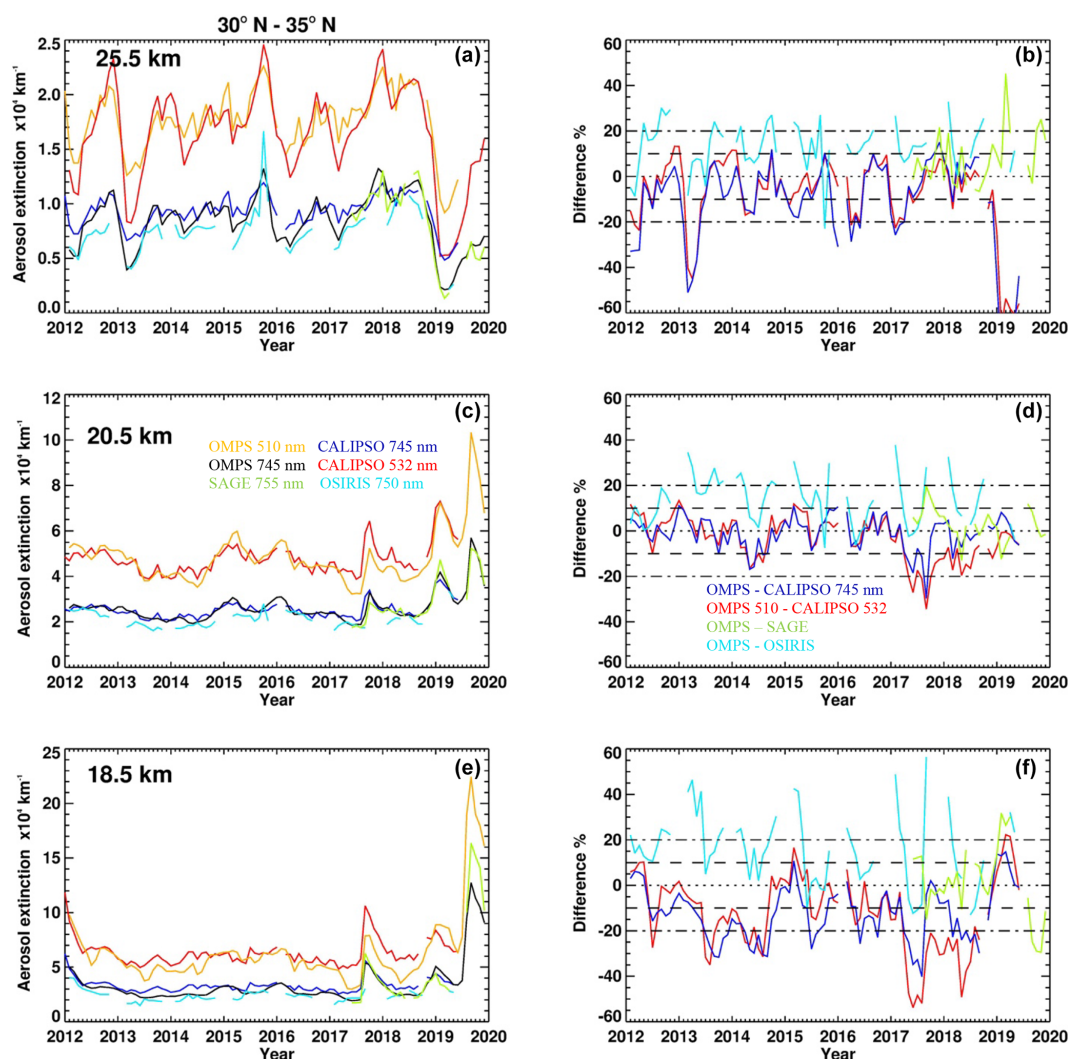 30° N - 35° N
25.5 km
(a)
Aerosol extinction x10⁴ km⁻¹
2.5
2.0
1.5
1.0
0.5
0.0
2012 2013 2014 2015 2016 2017 2018 2019 2020
Year
(b)
Difference %
60
40
20
0
-20
-40
-60
2012 2013 2014 2015 2016 2017 2018 2019 2020
Year
20.5 km
(c)
Aerosol extinction x10⁴ km⁻¹
12
10
8
6
4
2
0
OMPS 510 nm CALIPSO 745 nm
OMPS 745 nm CALIPSO 532 nm
SAGE 755 nm OSIRIS 750 nm
2012 2013 2014 2015 2016 2017 2018 2019 2020
Year
(d)
Difference %
60
40
20
0
-20
-40
-60
OMPS - CALIPSO 745 nm
OMPS 510 - CALIPSO 532
OMPS – SAGE
OMPS - OSIRIS
2012 2013 2014 2015 2016 2017 2018 2019 2020
Year
18.5 km
(e)
Aerosol extinction x10⁴ km⁻¹
25
20
15
10
5
0
2012 2013 2014 2015 2016 2017 2018 2019 2020
Year
(f)
Difference %
60
40
20
0
-20
-40
-60
2012 2013 2014 2015 2016 2017 2018 2019 2020
Year